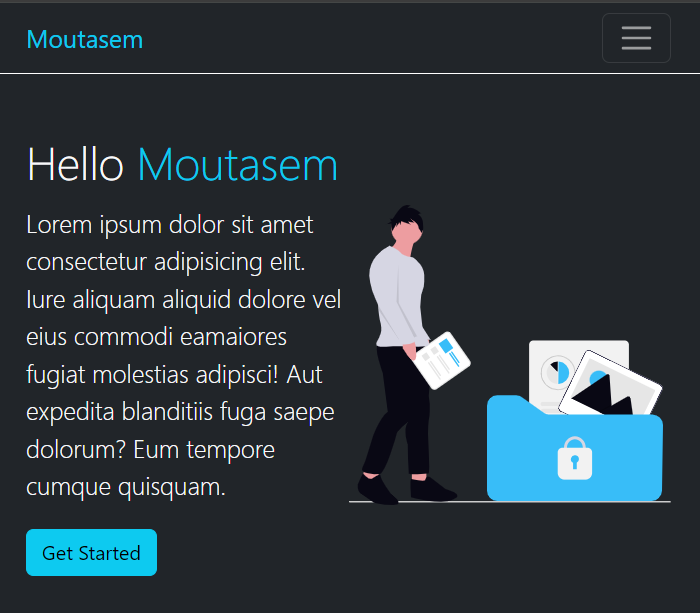 Moutasem
Hello Moutasem
Lorem ipsum dolor sit amet
consectetur adipisicing elit.
Iure aliquam aliquid dolore vel
eius commodi eamaiores
fugiat molestias adipisci! Aut
expedita blanditiis fuga saepe
dolorum? Eum tempore
cumque quisquam.
Get Started